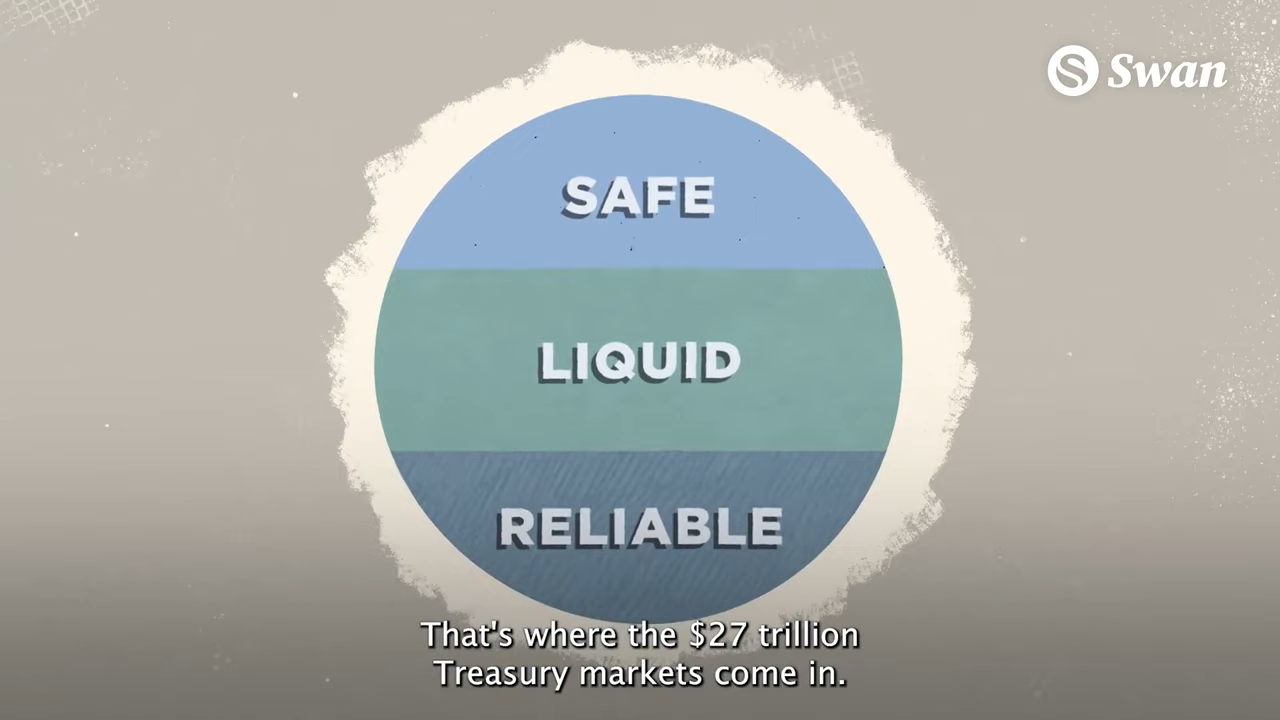 Swan
SAFE
LIQUID
RELIABLE
That's where the $27 trillion
Treasury markets come in.